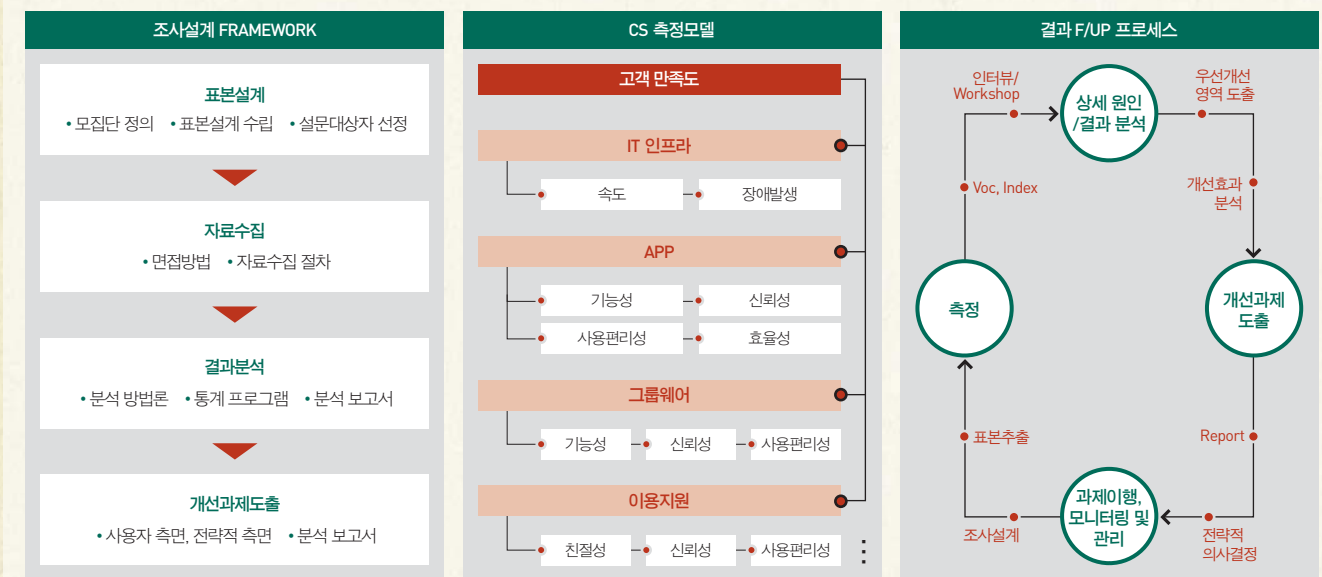 조사설계 FRAMEWORK
표본설계
• 모집단 정의 • 표본설계 수립 • 설문대상자 선정
자료수집
• 면접방법 • 자료수집 절차
결과분석
• 분석 방법론 • 통계 프로그램 • 분석 보고서
개선과제도출
• 사용자 측면, 전략적 측면 • 분석 보고서
CS 측정모델
고객 만족도
IT 인프라
속도 장애발생
APP
기능성 신뢰성
사용편리성 효율성
그룹웨어
기능성 신뢰성 사용편리성
이용지원
친절성 신뢰성 사용편리성
⋮
결과 F/UP 프로세스
인터뷰/
Workshop
상세 원인
/결과 분석
우선개선
영역 도출
Voc, Index
개선효과
분석
측정
개선과제
도출
표본추출
Report
조사설계
과제이행,
모니터링 및
관리
전략적
의사결정